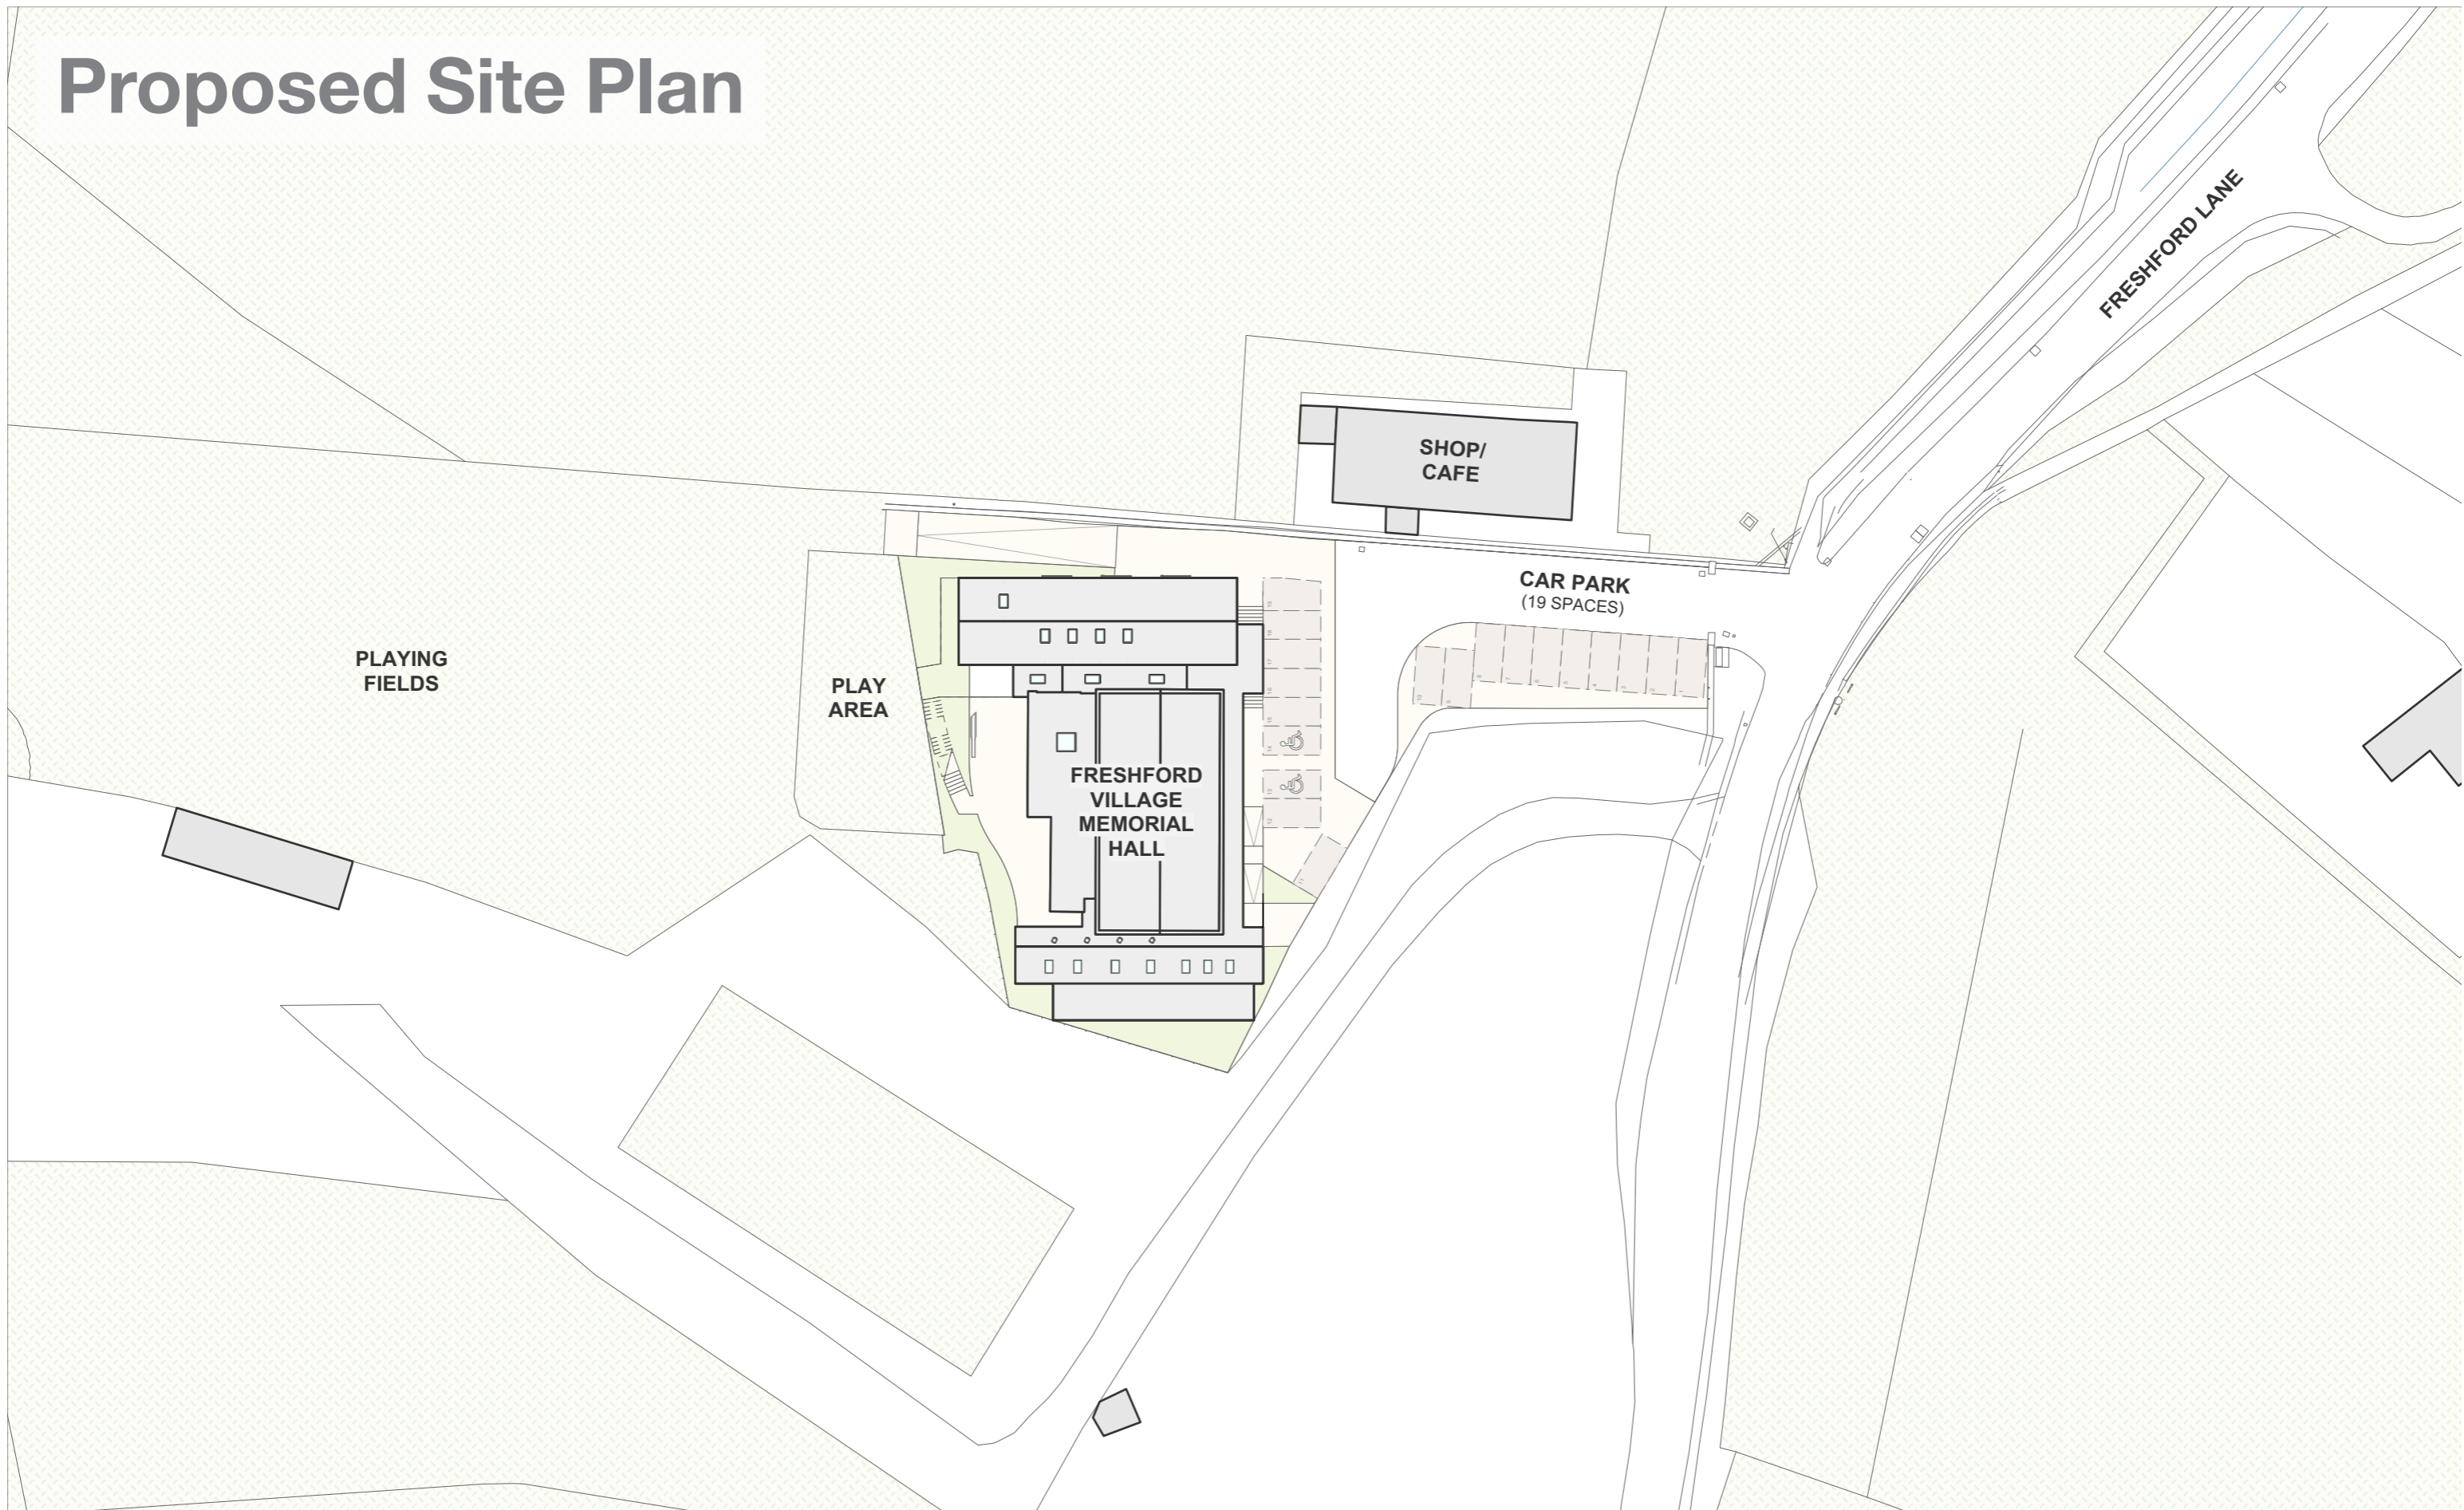 Proposed Site Plan
FRESHFORD LANE
SHOP/
CAFE
CAR PARK
(19 SPACES)
PLAYING
FIELDS
PLAY
AREA
FRESHFORD
VILLAGE
MEMORIAL
HALL